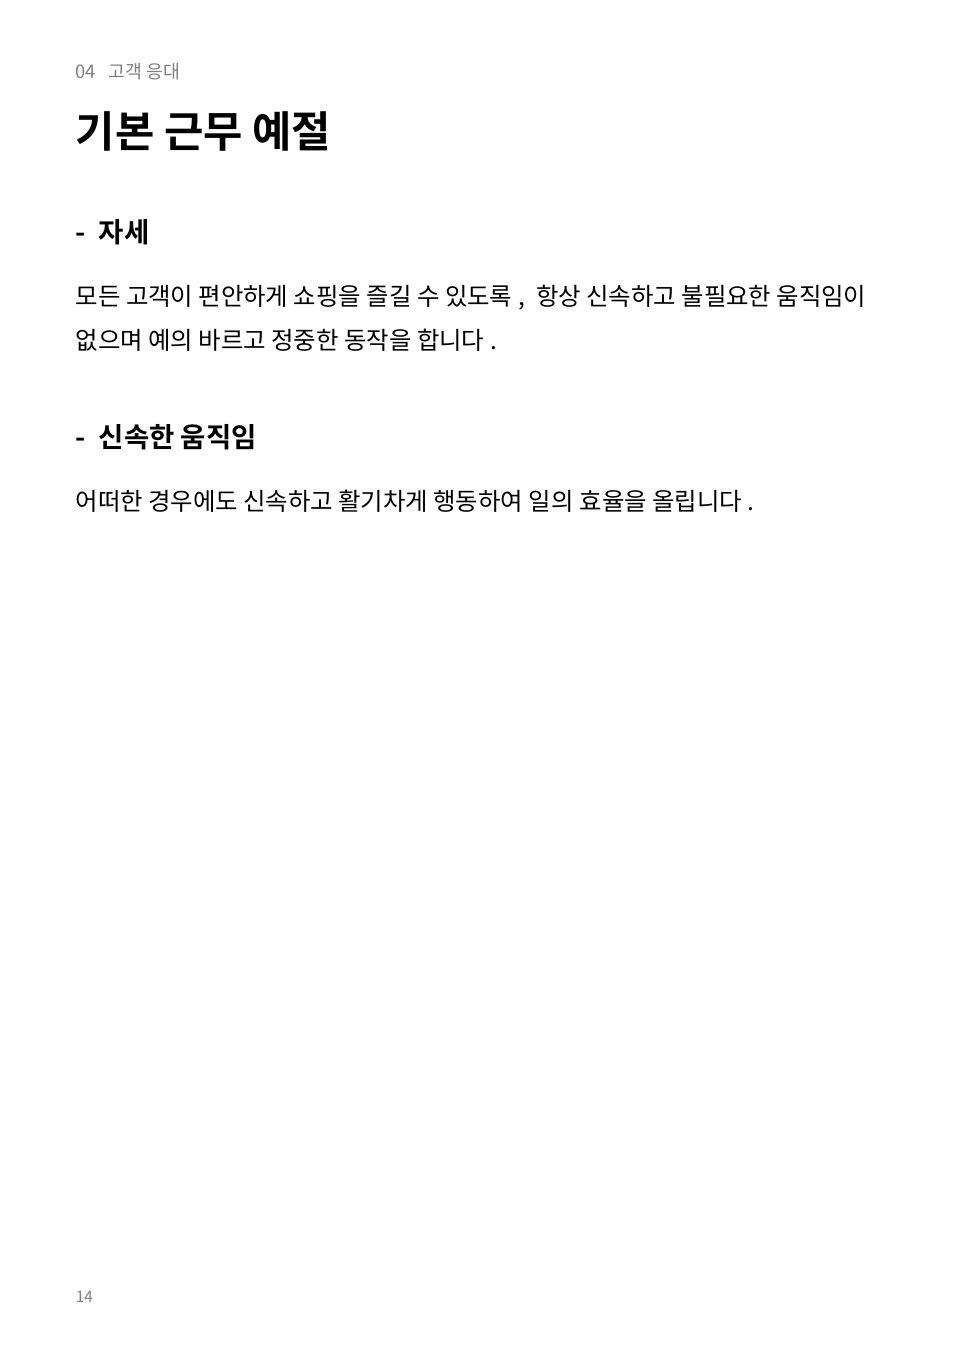 04 고객 응대
기본 근무 예절
- 자세
모든 고객이 편안하게 쇼핑을 즐길 수 있도록 , 항상 신속하고 불필요한 움직임이
없으며 예의 바르고 정중한 동작을 합니다 .
- 신속한 움직임
어떠한 경우에도 신속하고 활기차게 행동하여 일의 효율을 올립니다 .
14